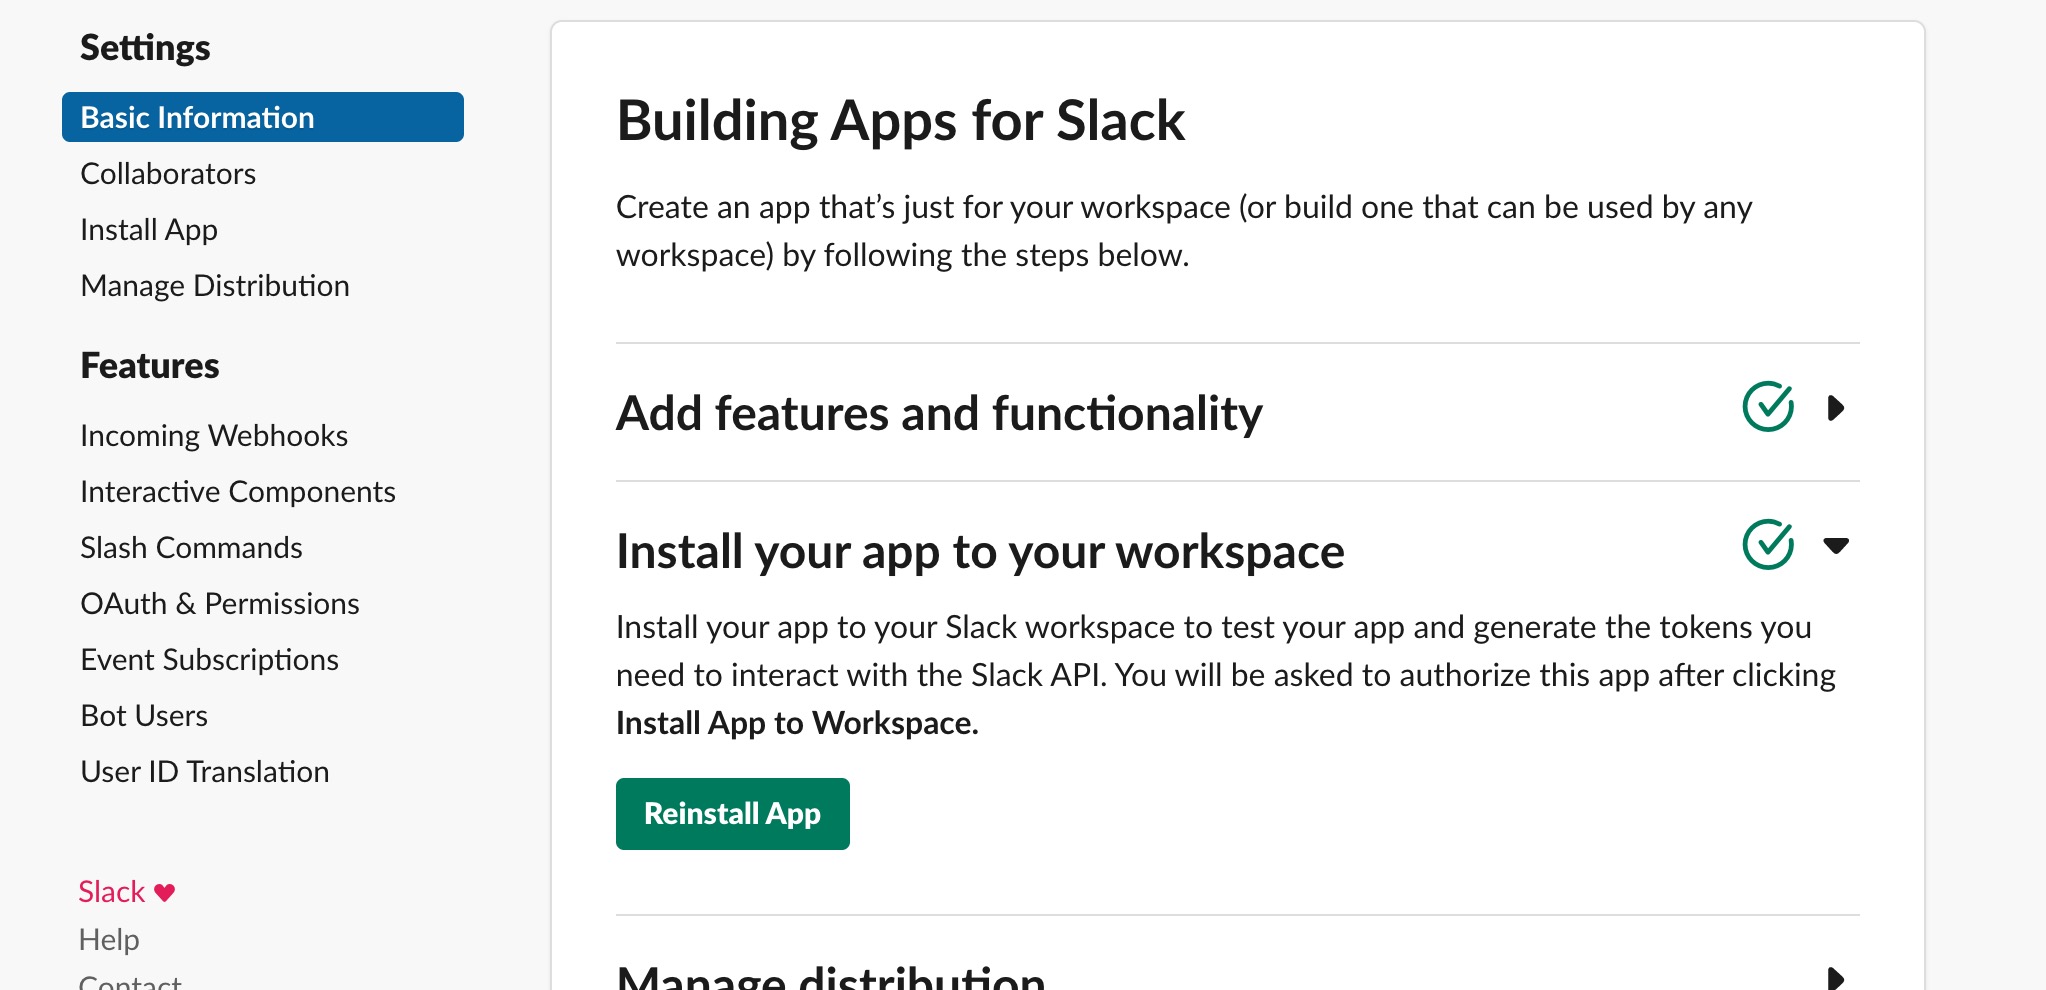 Settings
Basic Information
Collaborators
Install App
Manage Distribution
Features
Incoming Webhooks
Interactive Components
Slash Commands
OAuth & Permissions
Event Subscriptions
Bot Users
User ID Translation
Slack ♥
Help
Contact
Building Apps for Slack
Create an app that’s just for your workspace (or build one that can be used by any
workspace) by following the steps below.
Add features and functionality
Install your app to your workspace
Install your app to your Slack workspace to test your app and generate the tokens you
need to interact with the Slack API. You will be asked to authorize this app after clicking
Install App to Workspace.
Reinstall App
Manage distribution